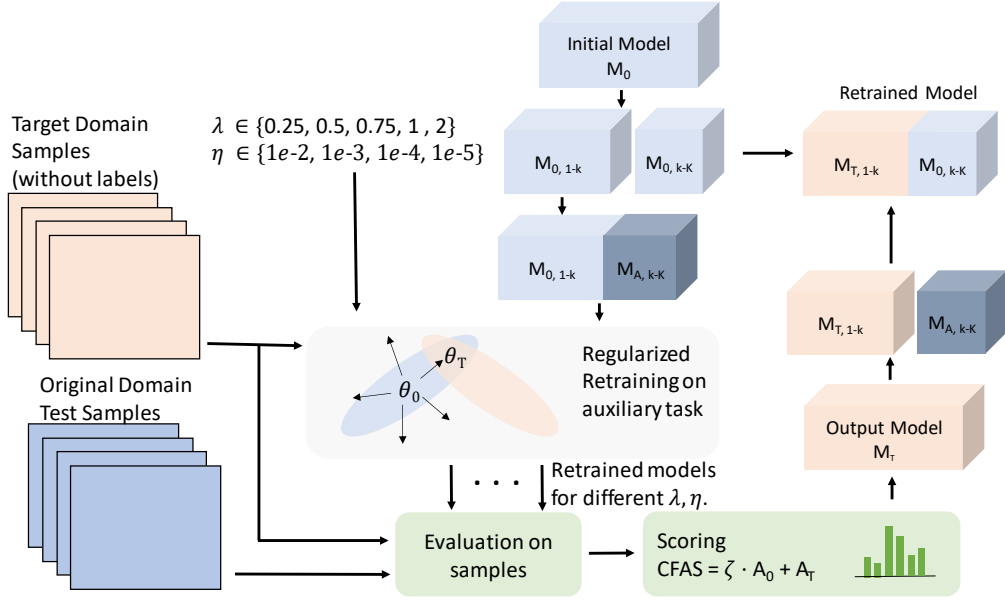 Initial Model
M0
Retrained Model
Target Domain
Samples
(without labels)
λ ∈ {0.25, 0.5, 0.75, 1 , 2}
η ∈ {1e-2, 1e-3, 1e-4, 1e-5}
M0, 1-k
M0, k-K
MT, 1-k
M0, k-K
M0, 1-k
MA, k-K
MT, 1-k
MA, k-K
θT
θ0
Regularized
Retraining on
auxiliary task
Original Domain
Test Samples
Output Model
MT
. . .
Retrained models
for different λ, η.
Evaluation on
samples
Scoring
CFAS = ζ · A0 + AT